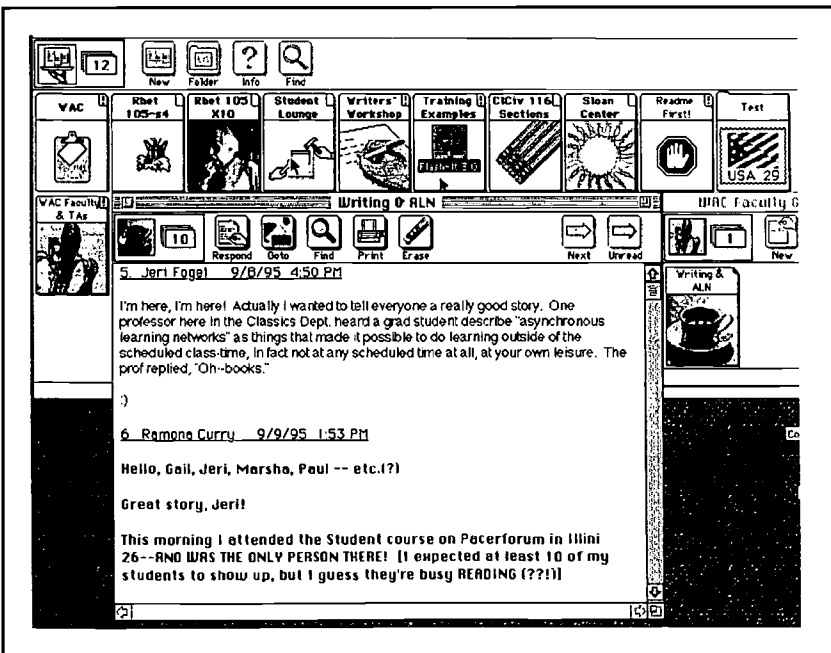 12
New Folder Info Find
WAC
Rhet 105-s4
Rhet 105 X10
Student Lounge
Writers' Workshop
Training Examples
ClCiv 116 Sections
Sloan Center
Readme First!
Test
USA 29
WAC Faculty & TAs
Writing & ALN
WAC Faculty &
10
Respond Goto Find Print Erase Next Unread
1
New
Writing & ALN
5. Jeri Fogel 9/8/95 4:50 PM
I'm here, I'm here! Actually I wanted to tell everyone a really good story. One
professor here in the Classics Dept. heard a grad student describe "asynchronous
learning networks" as things that made it possible to do learning outside of the
scheduled class-time, in fact not at any scheduled time at all, at your own leisure. The
prof replied, "Oh--books."
:)
6 Ramona Curry 9/9/95 1:53 PM
Hello, Gail, Jeri, Marsha, Paul -- etc.(?)
Great story, Jeri!
This morning I attended the Student course on Pacerforum in Illini
26--AND WAS THE ONLY PERSON THERE! [I expected at least 10 of my
students to show up, but I guess they're busy READING (??!)]
Co